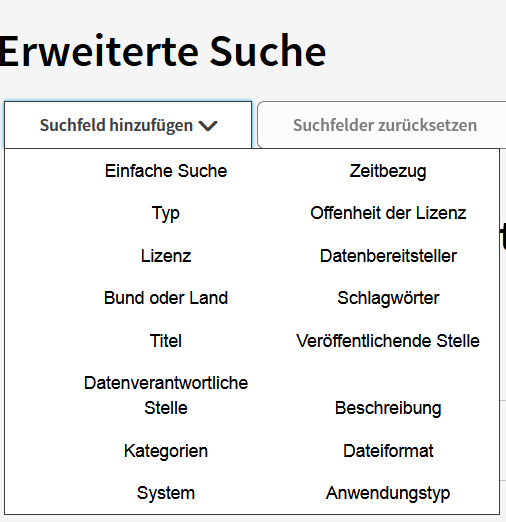 Erweiterte Suche
Suchfeld hinzufügen Suchfelder zurücksetzen
Einfache Suche Zeitbezug
Typ Offenheit der Lizenz
Lizenz Datenbereitsteller
Bund oder Land Schlagwörter
Titel Veröffentlichende Stelle
Datenverantwortliche
Stelle Beschreibung
Kategorien Dateiformat
System Anwendungstyp